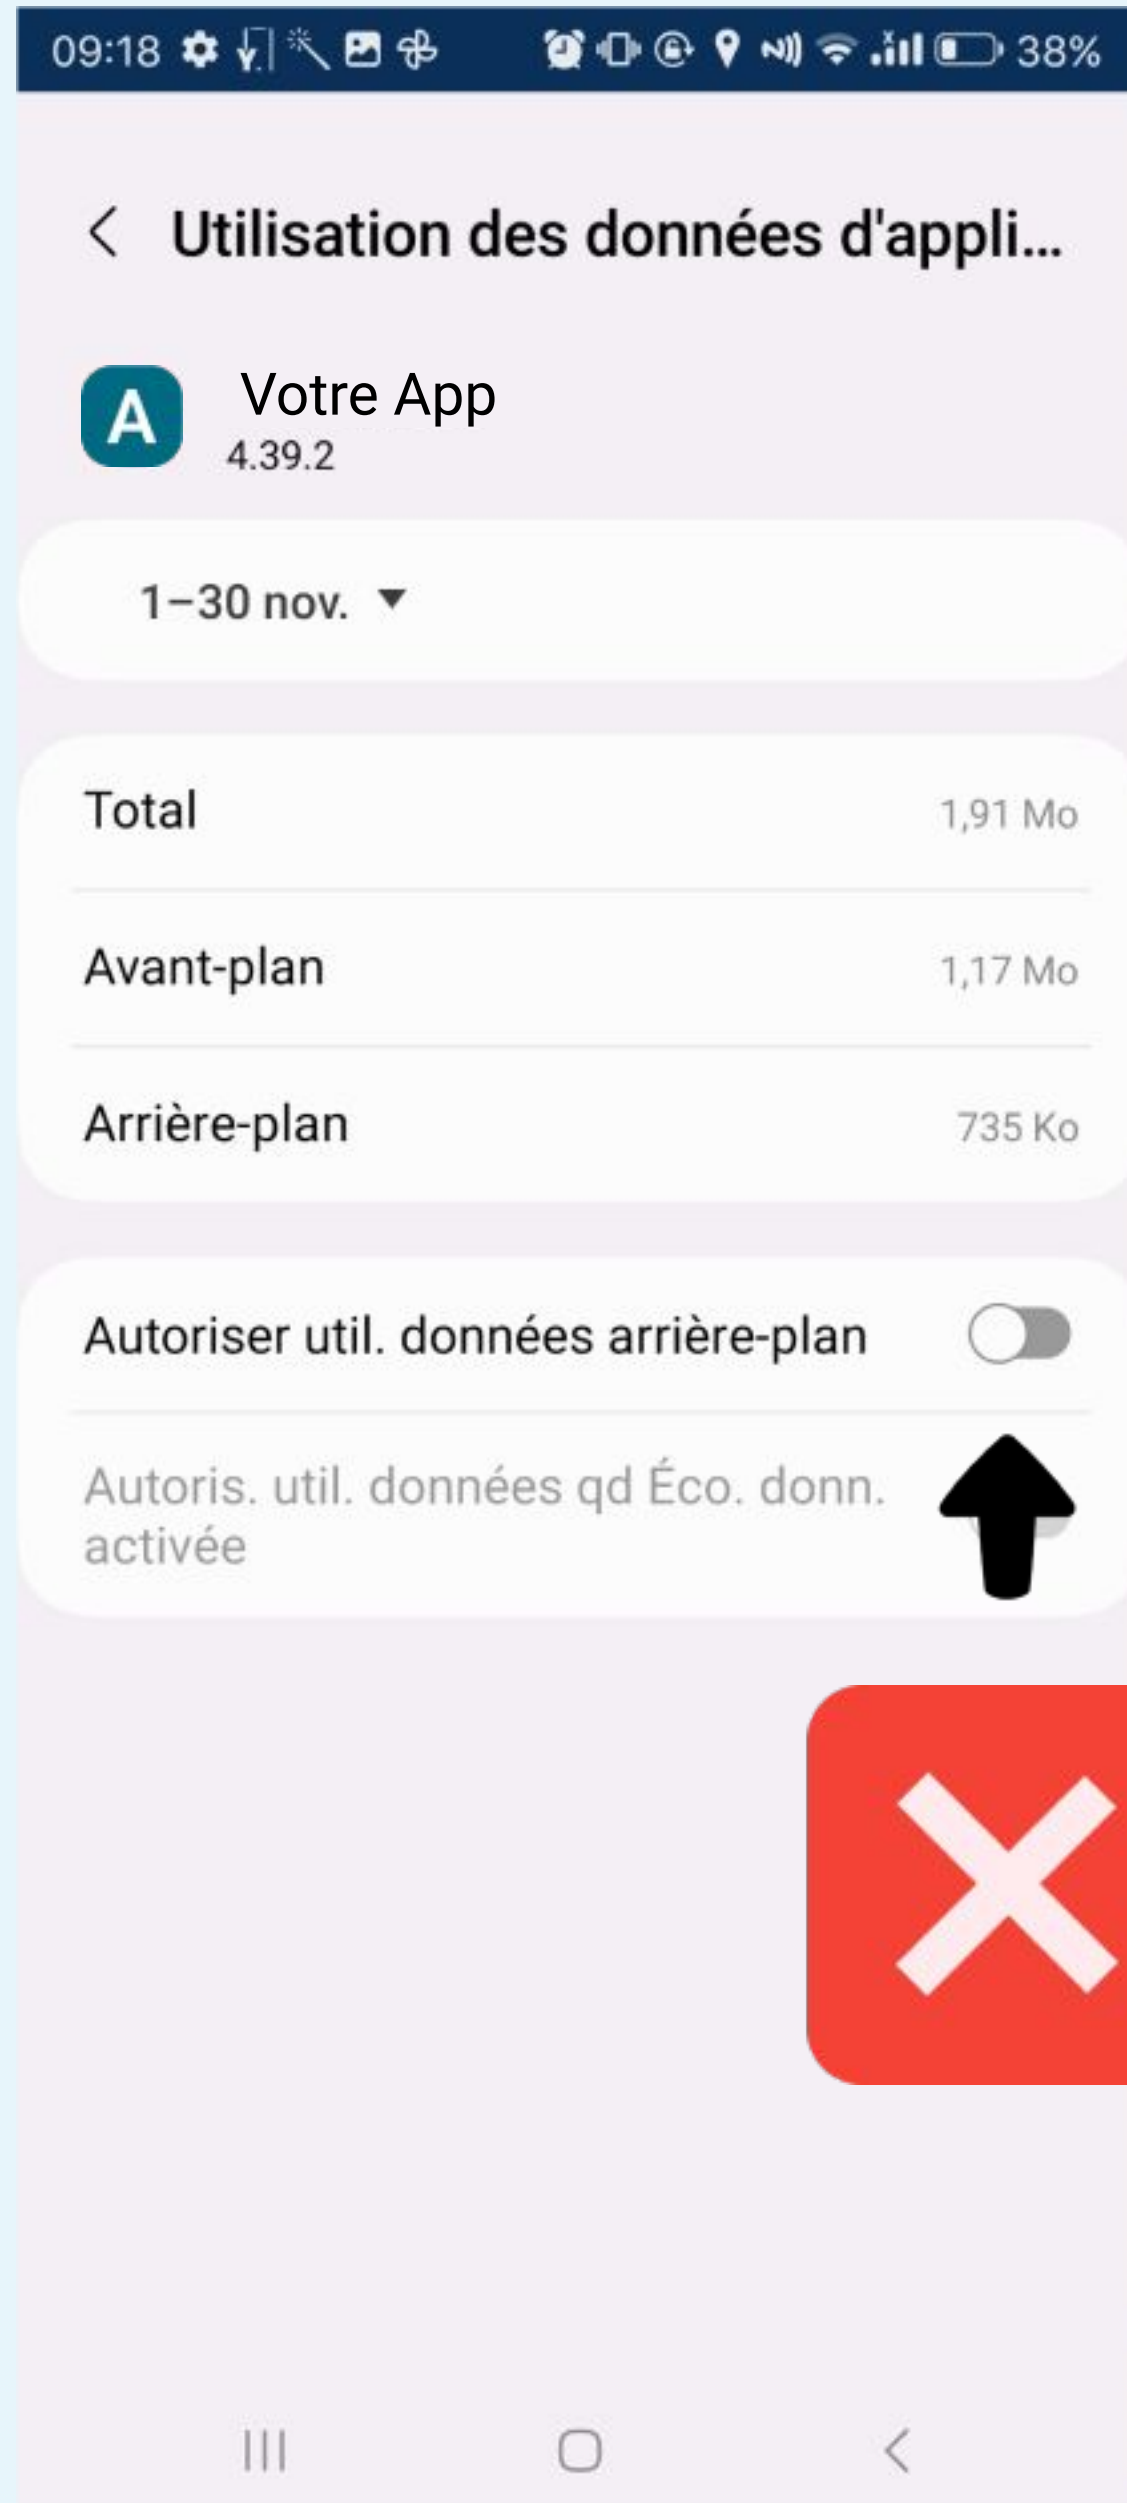 09:18 38%
Utilisation des données d'appli...
A
Votre App
4.39.2
1–30 nov.
Total 1,91 Mo
Avant-plan 1,17 Mo
Arrière-plan 735 Ko
Autoriser util. données arrière-plan
Autoris. util. données qd Éco. donn.
activée